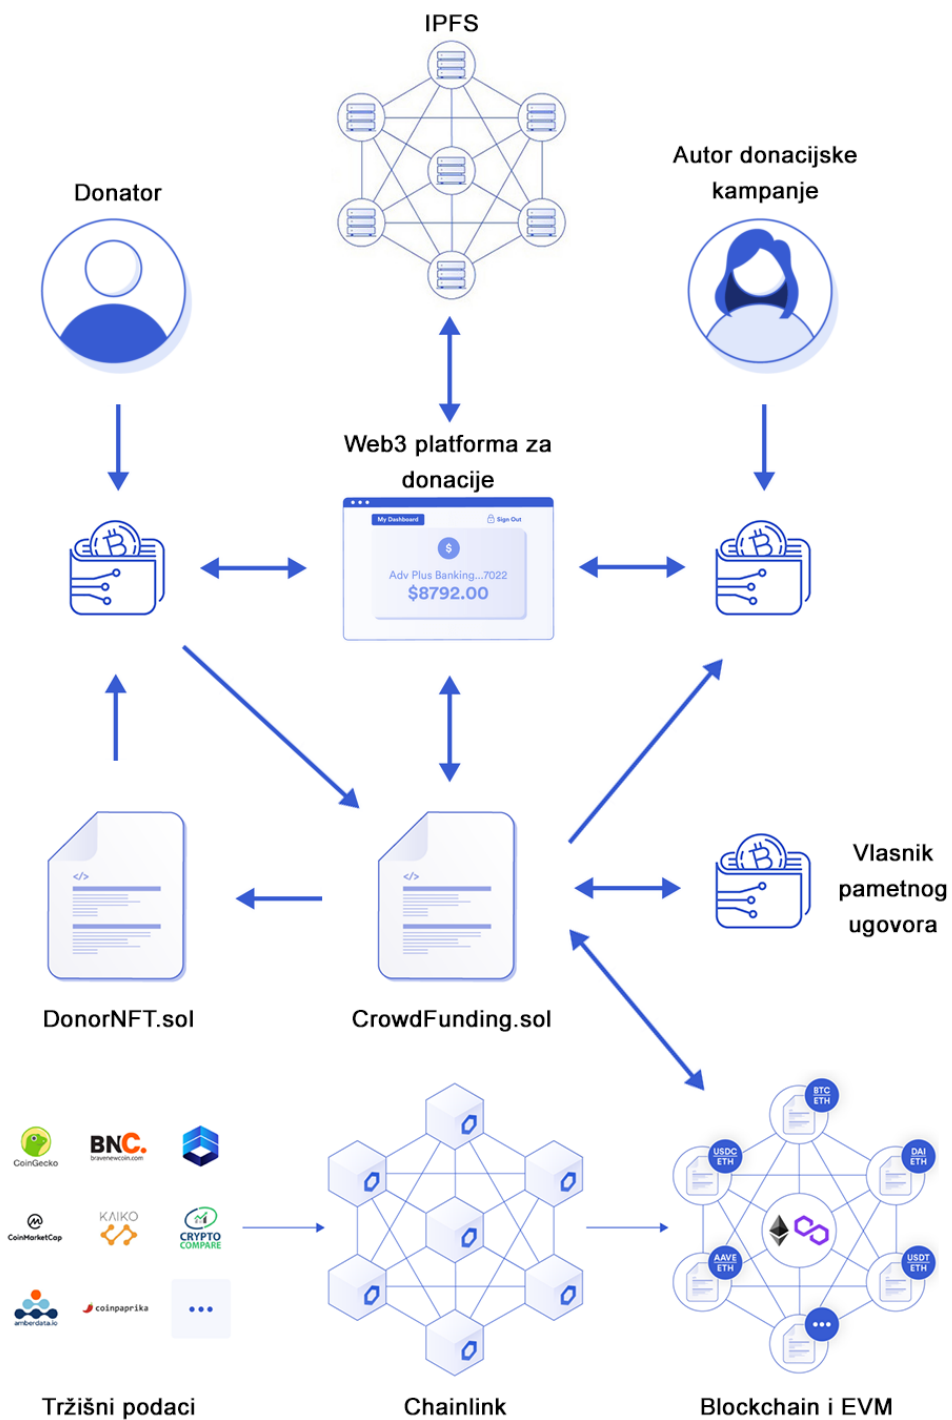 IPFS
Autor donacijske
kampanje
Donator
Web3 platforma za
donacije
My Dashboard
Sign Out
$
Adv Plus Banking...7022
$8792.00
</>
</>
Vlasnik
pametnog
ugovora
DonorNFT.sol
CrowdFunding.sol
BTC
ETH
USDC
ETH
DAI
ETH
AAVE
ETH
USDT
ETH
CoinGecko
BNC.
bravenewcoin.com
CoinMarketCap
KAIKO
CRYPTO
COMPARE
amberdata.io
coinpaprika
Tržišni podaci
Chainlink
Blockchain i EVM